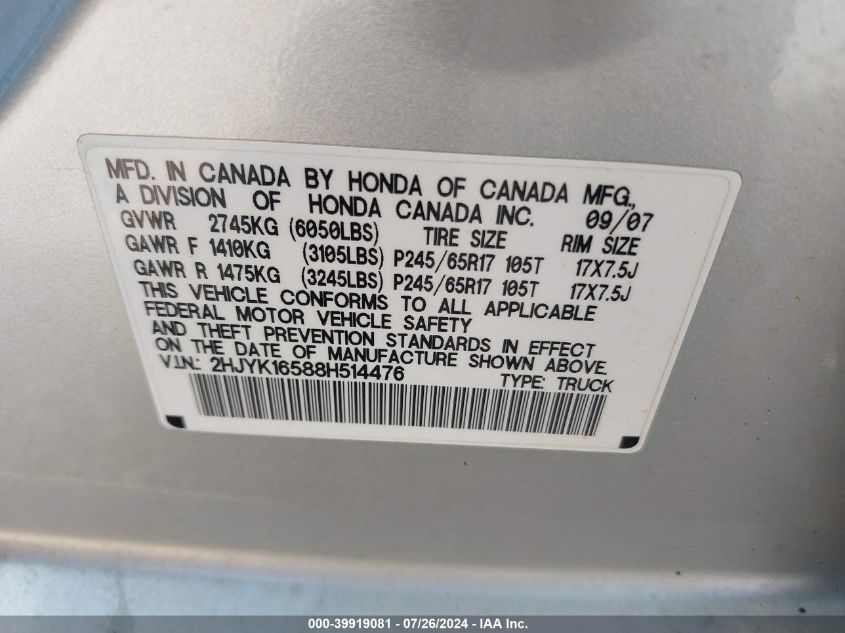 MFD. IN CANADA BY HONDA OF CANADA MFG.,
A DIVISION OF HONDA CANADA INC. 09/07
GVWR 2745KG (6050LBS) TIRE SIZE RIM SIZE
GAWR F 1410KG (3105LBS) P245/65R17 105T 17X7.5J
GAWR R 1475KG (3245LBS) P245/65R17 105T 17X7.5J
THIS VEHICLE CONFORMS TO ALL APPLICABLE
FEDERAL MOTOR VEHICLE SAFETY
AND THEFT PREVENTION STANDARDS IN EFFECT
ON THE DATE OF MANUFACTURE SHOWN ABOVE.
V.I.N.: 2HJYK16588H514476 TYPE: TRUCK
000-39919081 - 07/26/2024 - IAA Inc.